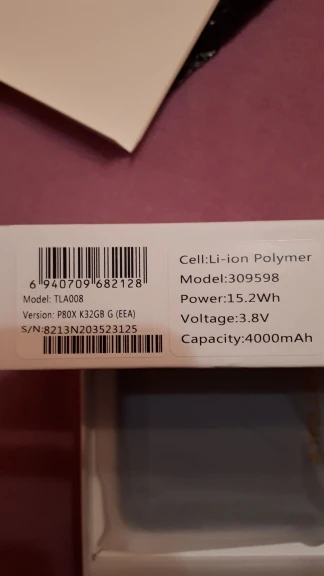 6 940709 682128
Model: TLA008
Version: P80X K32GB G (EEA)
S/N:8213N203523125
Cell:Li-ion Polymer
Model:309598
Power:15.2Wh
Voltage:3.8V
Capacity:4000mAh